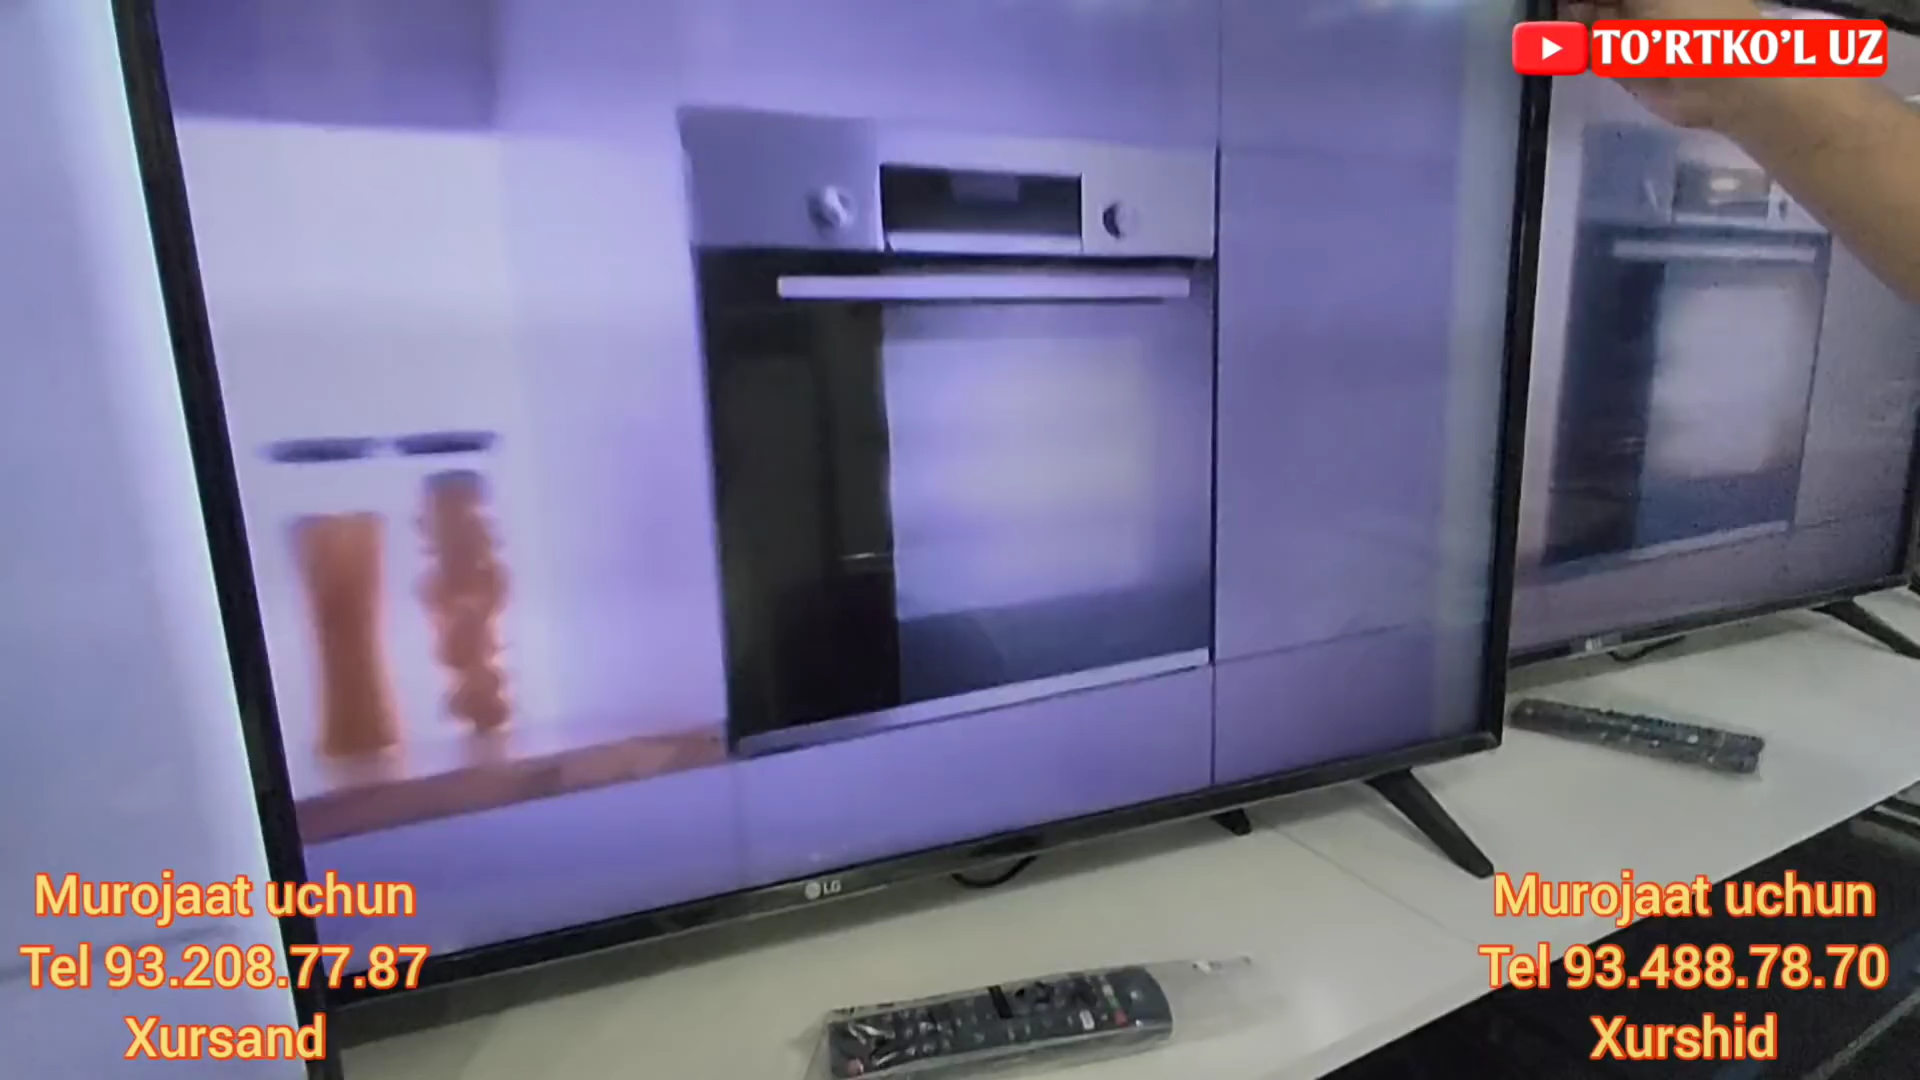 TO'RTKO'L UZ
LG
Murojaat uchun
Tel 93.208.77.87
Xursand
Murojaat uchun
Tel 93.488.78.70
Xurshid